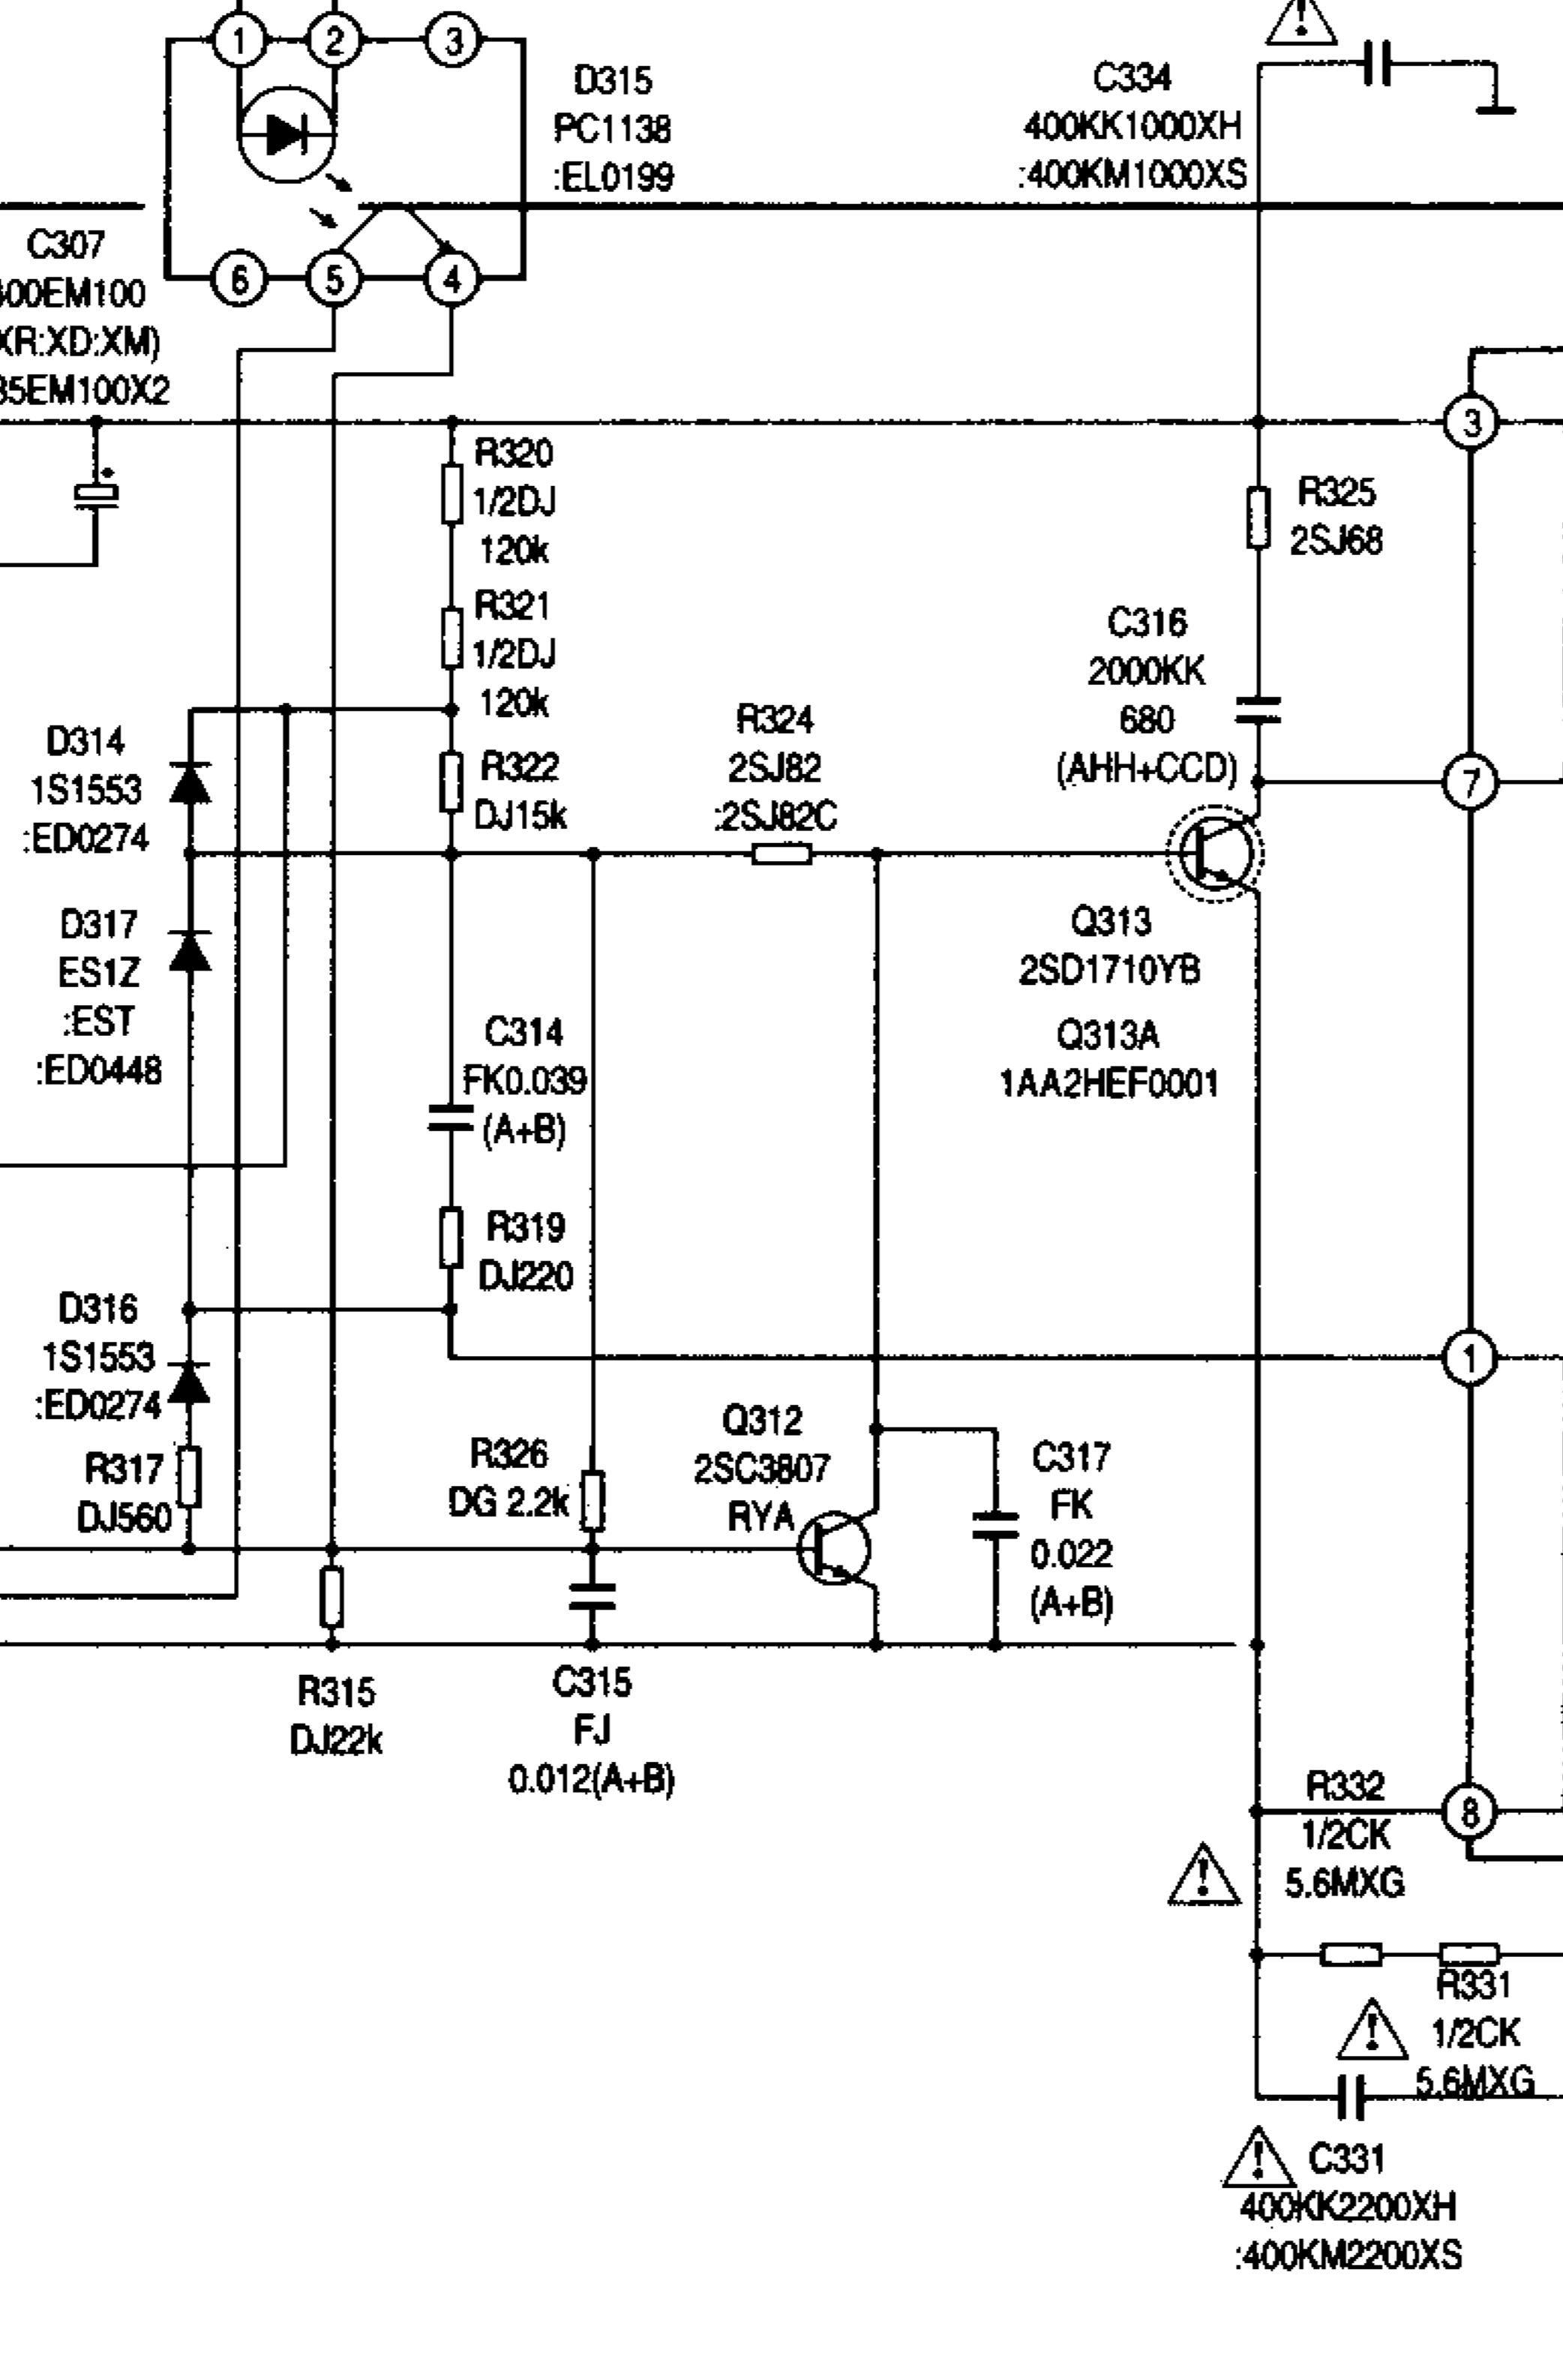 1
2
3
D315
PC1138
:EL0199
!
C334
400KK1000XH
:400KM1000XS
6
5
4
C307
00EM100
XR:XD:XM)
35EM100X2
3
R320
1/2DJ
120k
R325
2SJ68
R321
1/2DJ
120k
C316
2000KK
680
(AHH+CCD)
D314
1S1553
:ED0274
R322
DJ15k
R324
2SJ82
:2SJ82C
7
D317
ES1Z
:EST
:ED0448
Q313
2SD1710YB
Q313A
1AA2HEF0001
C314
FK0.039
(A+B)
R319
DJ220
D316
1S1553
:ED0274
1
R317
DJ560
R326
DG 2.2k
Q312
2SC3807
RYA
C317
FK
0.022
(A+B)
R315
DJ22k
C315
FJ
0.012(A+B)
R332
1/2CK
5.6MXG
8
!
R331
1/2CK
5.6MXG
!
!
C331
400KK2200XH
:400KM2200XS